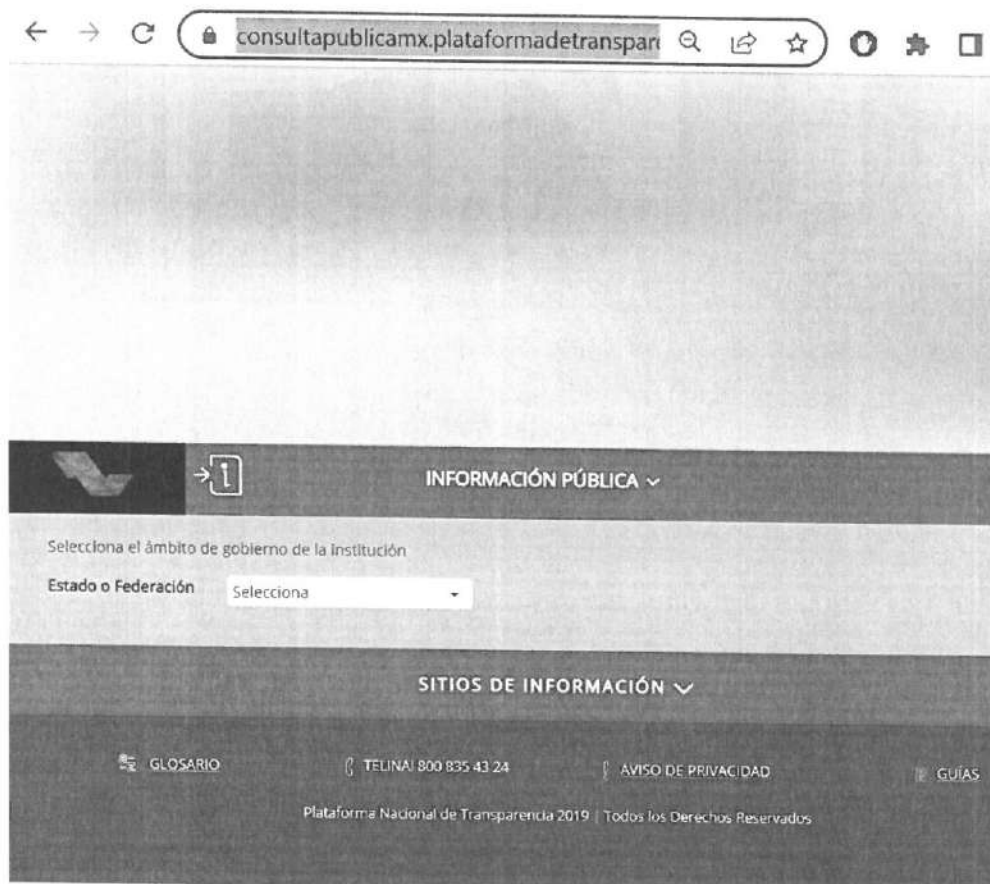 consultapublicamx.plataformadetranspar
INFORMACIÓN PÚBLICA
Selecciona el ámbito de gobierno de la institución
Estado o Federación Selecciona
SITIOS DE INFORMACIÓN
GLOSARIO TELINAI 800 835 43 24 AVISO DE PRIVACIDAD GUÍAS
Plataforma Nacional de Transparencia 2019 | Todos los Derechos Reservados